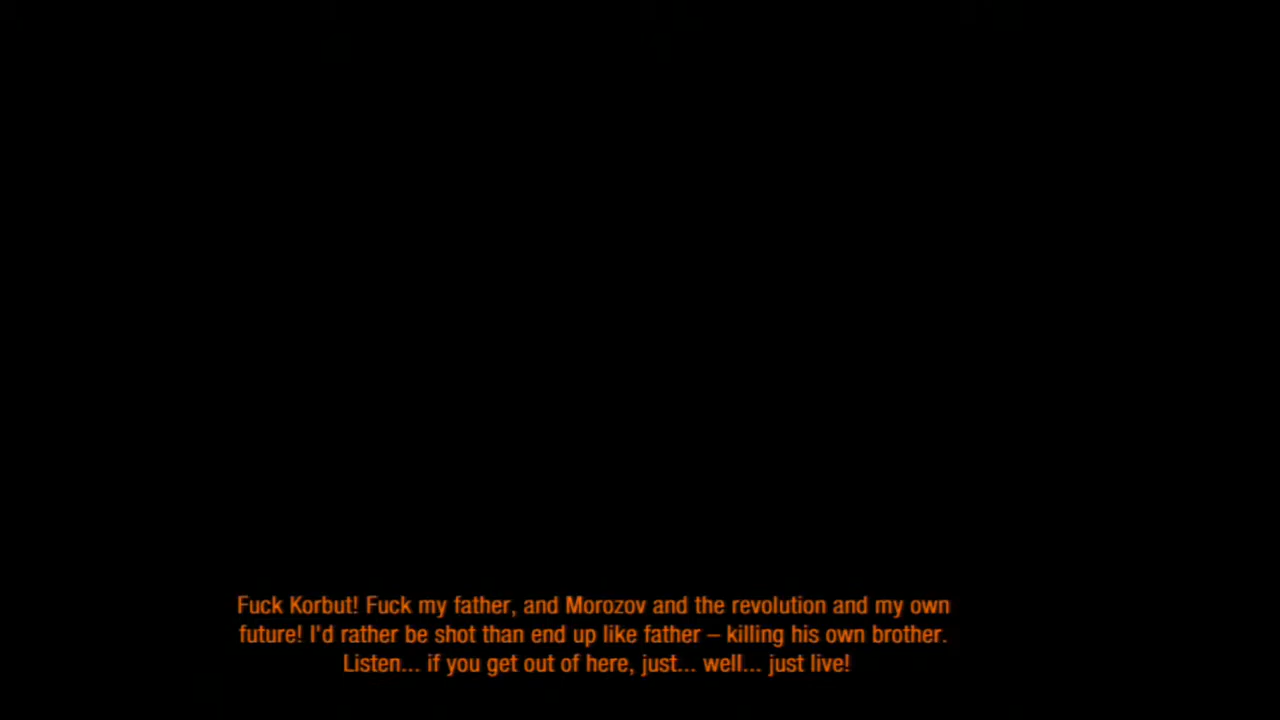 Fuck Korbut! Fuck my father, and Morozov and the revolution and my own
future! I'd rather be shot than end up like father – killing his own brother.
Listen... if you get out of here, just... well... just live!